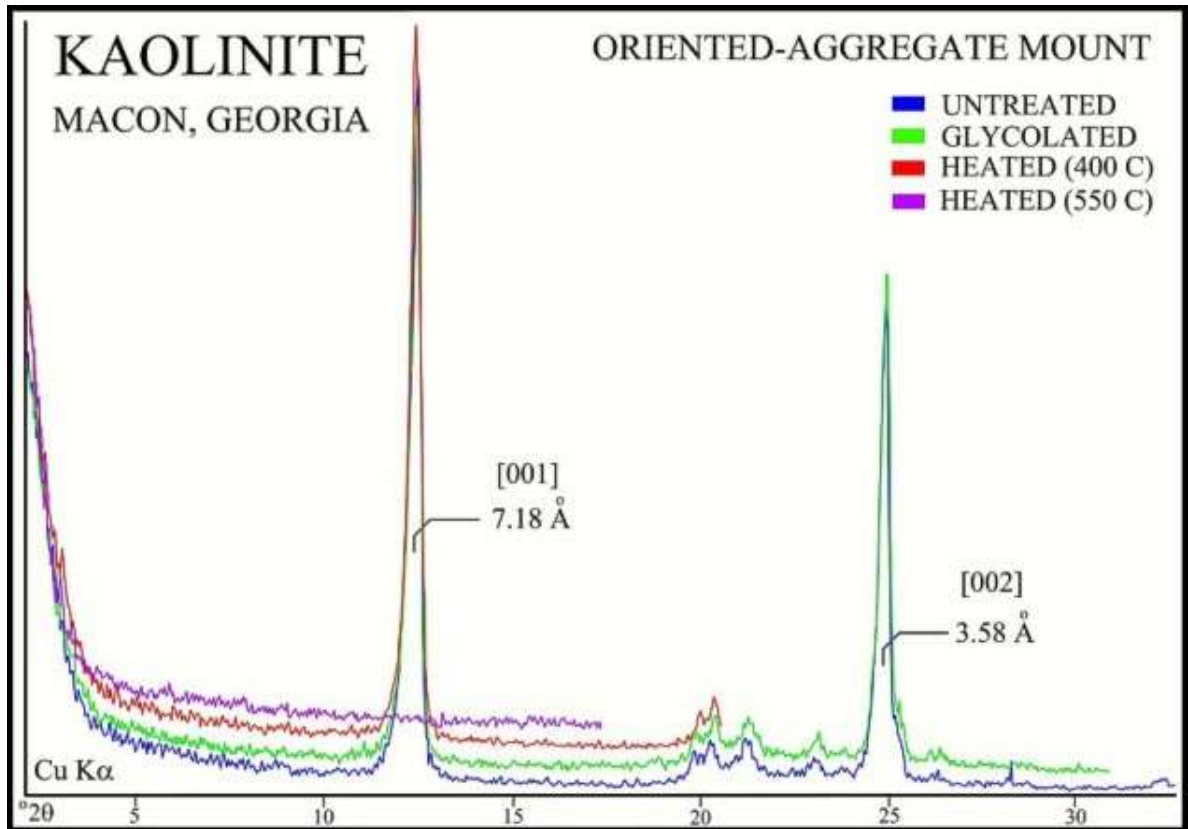 KAOLINITE
MACON, GEORGIA
ORIENTED-AGGREGATE MOUNT
UNTREATED
GLYCOLATED
HEATED (400 C)
HEATED (550 C)
[001]
7.18 Å
[002]
3.58 Å
Cu Kα
°2θ 5 10 15 20 25 30